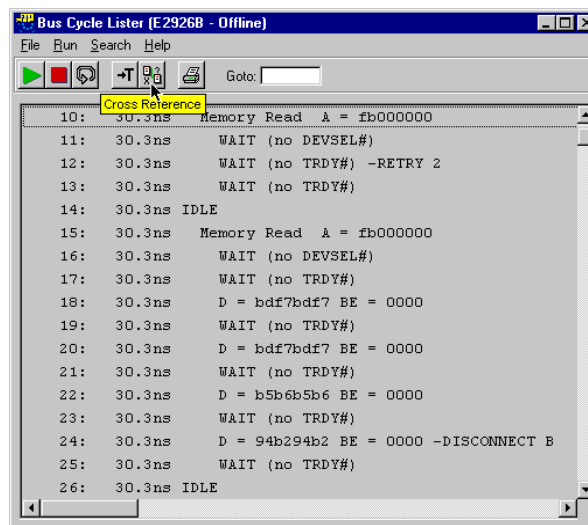 Bus Cycle Lister (E2926B - Offline)
File Run Search Help
→T Goto:
Cross Reference
10: 30.3ns Memory Read A = fb000000
11: 30.3ns WAIT (no DEVSEL#)
12: 30.3ns WAIT (no TRDY#) -RETRY 2
13: 30.3ns WAIT (no TRDY#)
14: 30.3ns IDLE
15: 30.3ns Memory Read A = fb000000
16: 30.3ns WAIT (no DEVSEL#)
17: 30.3ns WAIT (no TRDY#)
18: 30.3ns D = bdf7bdf7 BE = 0000
19: 30.3ns WAIT (no TRDY#)
20: 30.3ns D = bdf7bdf7 BE = 0000
21: 30.3ns WAIT (no TRDY#)
22: 30.3ns D = b5b6b5b6 BE = 0000
23: 30.3ns WAIT (no TRDY#)
24: 30.3ns D = 94b294b2 BE = 0000 -DISCONNECT B
25: 30.3ns WAIT (no TRDY#)
26: 30.3ns IDLE